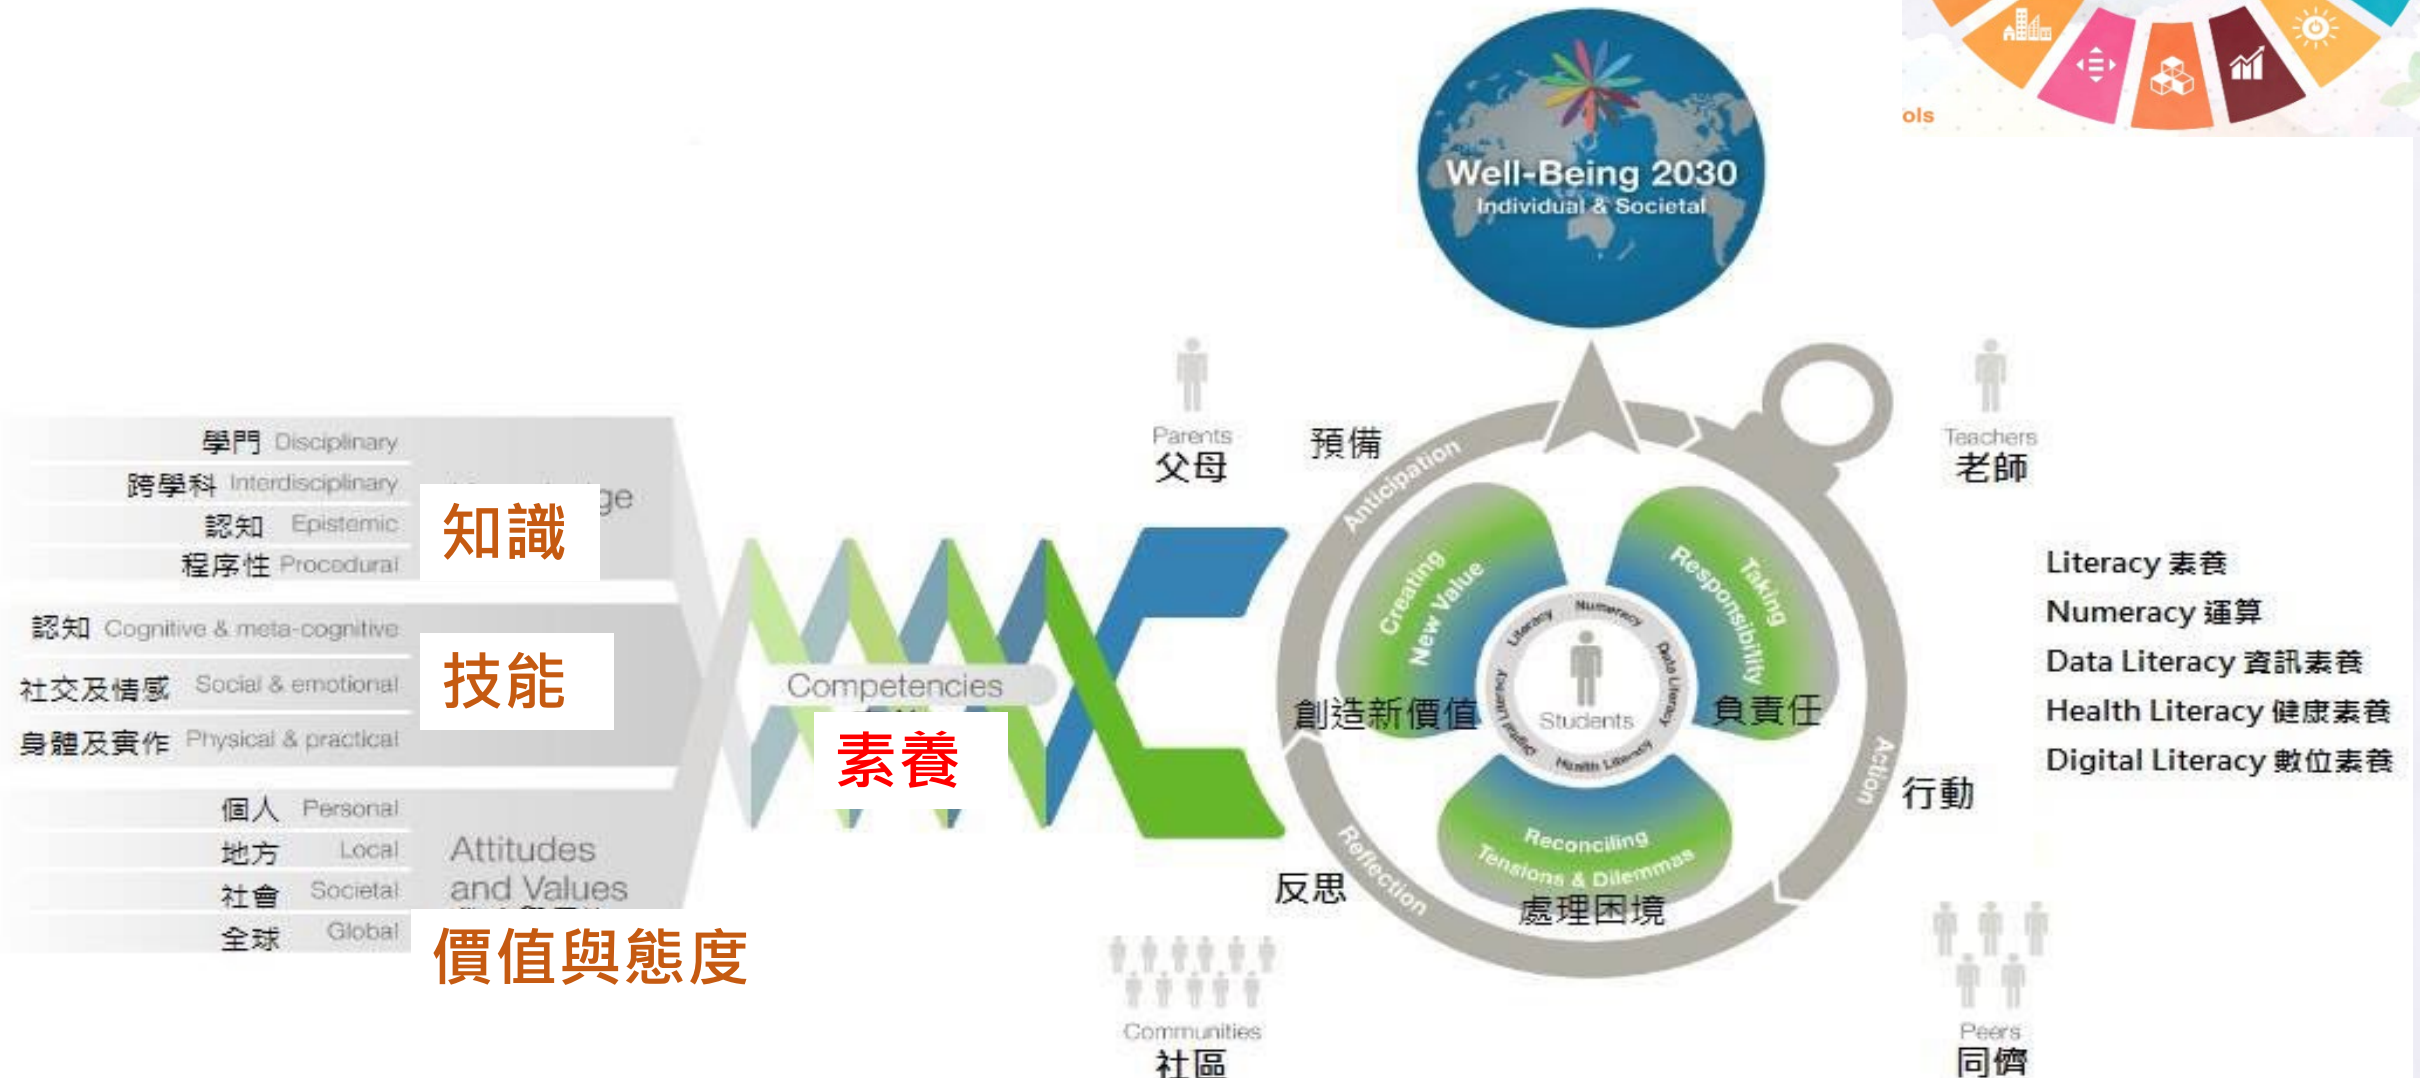 ols
Well-Being 2030
Individual & Societal
Parents
父母
Teachers
老師
預備
Anticipation
學門 Disciplinary
跨學科 Interdisciplinary
認知 Epistemic
程序性 Procedural
知識
認知 Cognitive & meta-cognitive
社交及情感 Social & emotional
身體及實作 Physical & practical
技能
個人 Personal
地方 Local
社會 Societal
全球 Global
Attitudes
and Values
價值與態度
Competencies
素養
Creating
New Value
創造新價值
Taking
Responsibility
負責任
Literacy
Numeracy
Data Literacy
Health Literacy
Digital Literacy
Students
Reconciling
Tensions & Dilemmas
處理困境
Action
行動
Reflection
反思
Literacy 素養
Numeracy 運算
Data Literacy 資訊素養
Health Literacy 健康素養
Digital Literacy 數位素養
Communities
社區
Peers
同儕